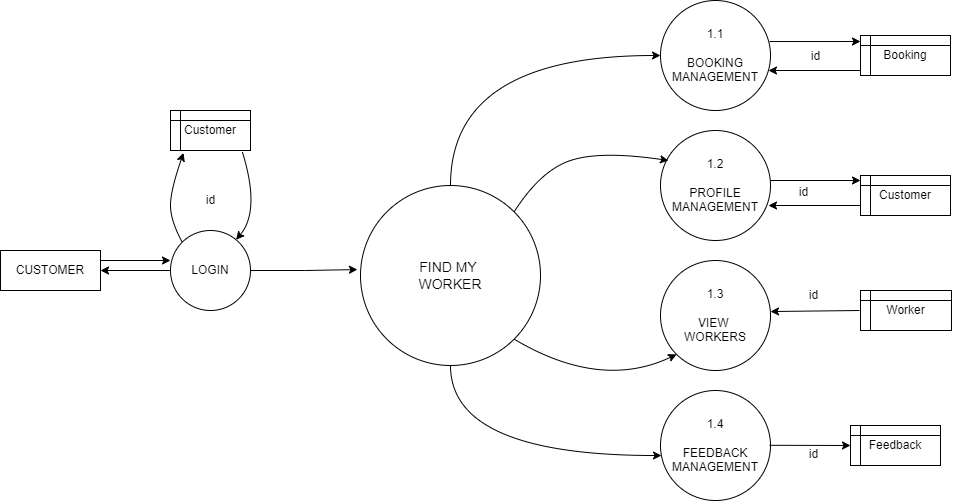 1.1
BOOKING
MANAGEMENT
id
Booking
Customer
id
1.2
PROFILE
MANAGEMENT
id
Customer
CUSTOMER
LOGIN
FIND MY
WORKER
1.3
VIEW
WORKERS
id
Worker
1.4
FEEDBACK
MANAGEMENT
id
Feedback